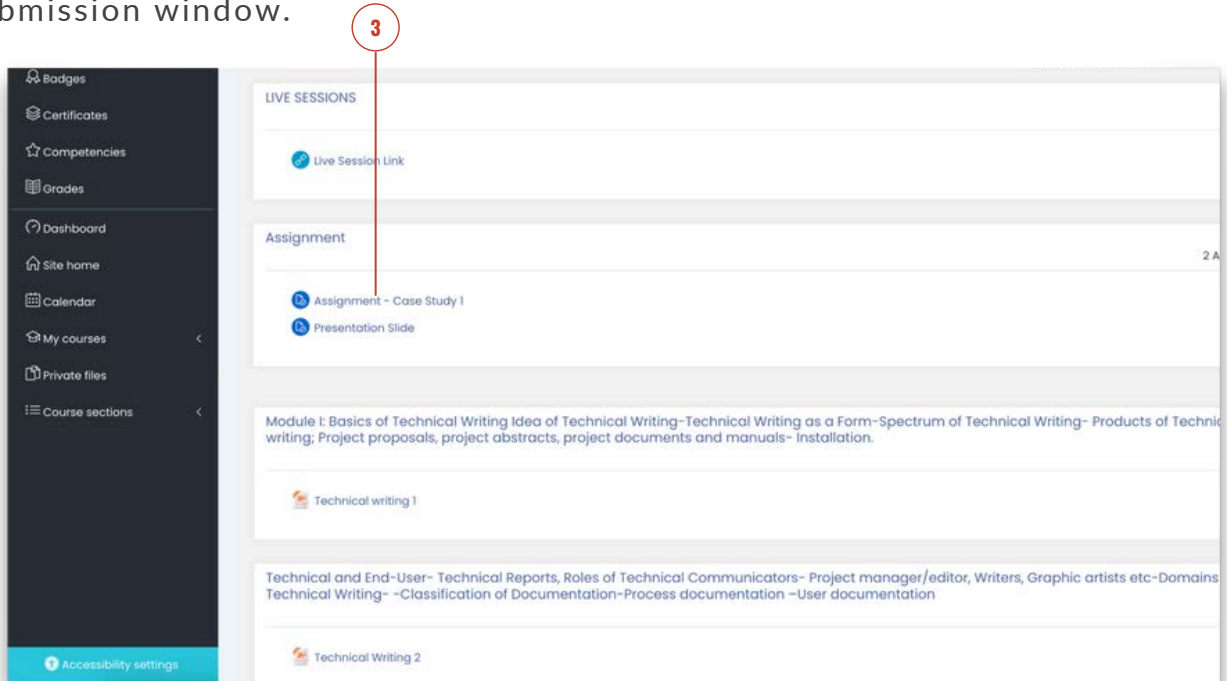 bmission window.
3
Badges
Certificates
Competencies
Grades
Dashboard
Site home
Calendar
My courses
Private files
Course sections
Accessibility settings
LIVE SESSIONS
Live Session Link
Assignment
2 A
Assignment - Case Study 1
Presentation Slide
Module I: Basics of Technical Writing Idea of Technical Writing-Technical Writing as a Form-Spectrum of Technical Writing- Products of Technic
writing; Project proposals, project abstracts, project documents and manuals- Installation.
Technical writing 1
Technical and End-User- Technical Reports, Roles of Technical Communicators- Project manager/editor, Writers, Graphic artists etc-Domains
Technical Writing- -Classification of Documentation-Process documentation –User documentation
Technical Writing 2